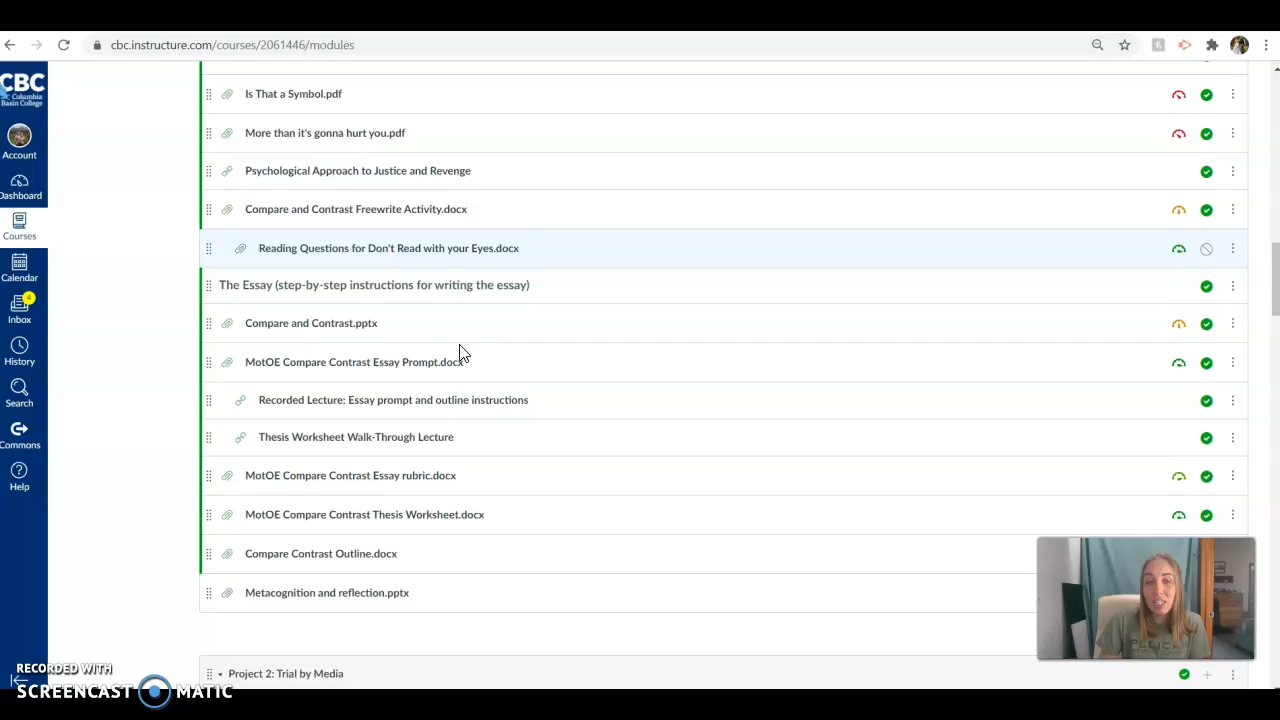 cbc.instructure.com/courses/2061446/modules
CBC
Columbia
Basin College
Account
Dashboard
Courses
Calendar
4
Inbox
History
Search
Commons
Help
Is That a Symbol.pdf
More than it's gonna hurt you.pdf
Psychological Approach to Justice and Revenge
Compare and Contrast Freewrite Activity.docx
Reading Questions for Don't Read with your Eyes.docx
The Essay (step-by-step instructions for writing the essay)
Compare and Contrast.pptx
MotOE Compare Contrast Essay Prompt.docx
Recorded Lecture: Essay prompt and outline instructions
Thesis Worksheet Walk-Through Lecture
MotOE Compare Contrast Essay rubric.docx
MotOE Compare Contrast Thesis Worksheet.docx
Compare Contrast Outline.docx
Metacognition and reflection.pptx
Project 2: Trial by Media
RECORDED WITH
SCREENCAST MATIC